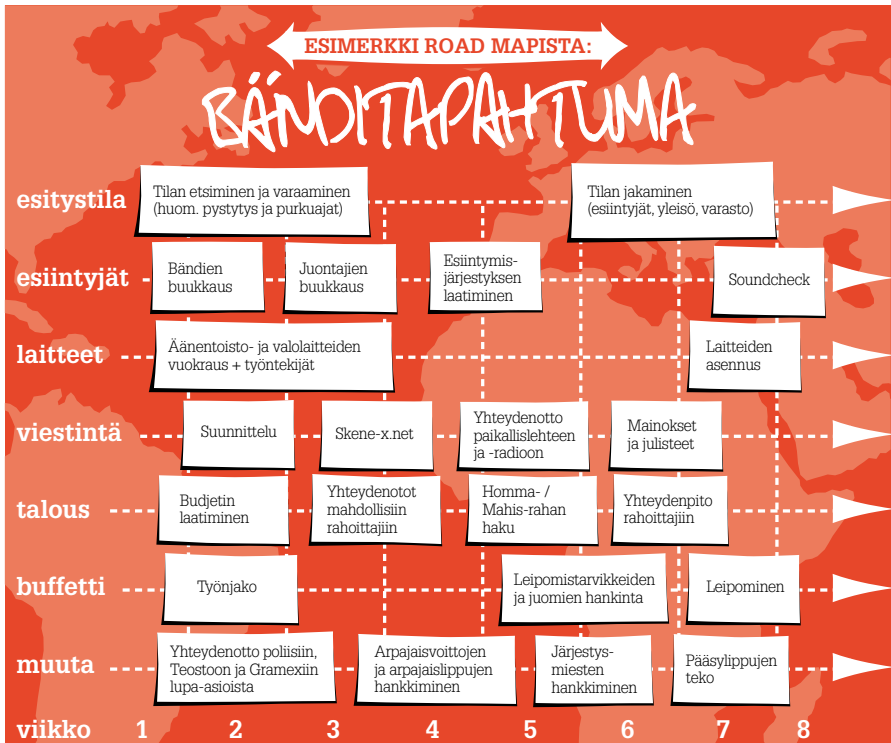 ESIMERKKI ROAD MAPISTA:
BÄNDITAPAHTUMA
esitystila
Tilan etsiminen ja varaaminen
(huom. pystytys ja purkuajat)
Tilan jakaminen
(esiintyjät, yleisö, varasto)
esiintyjät
Bändien
buukkaus
Juontajien
buukkaus
Esiintymis-
järjestyksen
laatiminen
Soundcheck
laitteet
Äänentoisto- ja valolaitteiden
vuokraus + työntekijät
Laitteiden
asennus
viestintä
Suunnittelu
Skene-x.net
Yhteydenotto
paikallislehteen
ja -radioon
Mainokset
ja julisteet
talous
Budjetin
laatiminen
Yhteydenotot
mahdollisiin
rahoittajiin
Homma- /
Mahis-rahan
haku
Yhteydenpito
rahoittajiin
buffetti
Työnjako
Leipomistarvikkeiden
ja juomien hankinta
Leipominen
muuta
Yhteydenotto poliisiin,
Teostoon ja Gramexiin
lupa-asioista
Arpajaisvoittojen
ja arpajaislippujen
hankkiminen
Järjestys-
miesten
hankkiminen
Pääsylippujen
teko
viikko 1 2 3 4 5 6 7 8